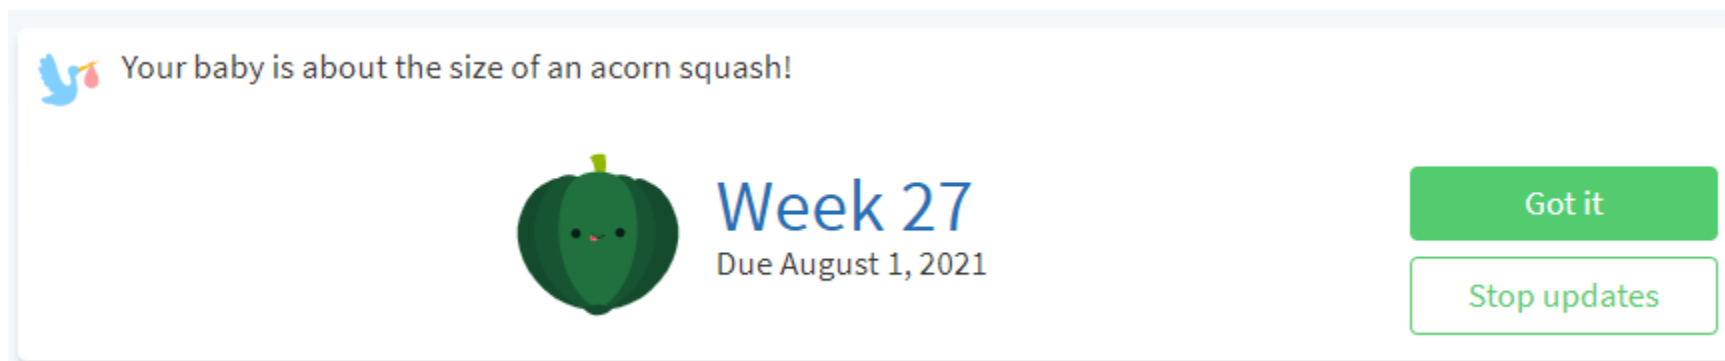 Your baby is about the size of an acorn squash!
Week 27
Due August 1, 2021
Got it
Stop updates